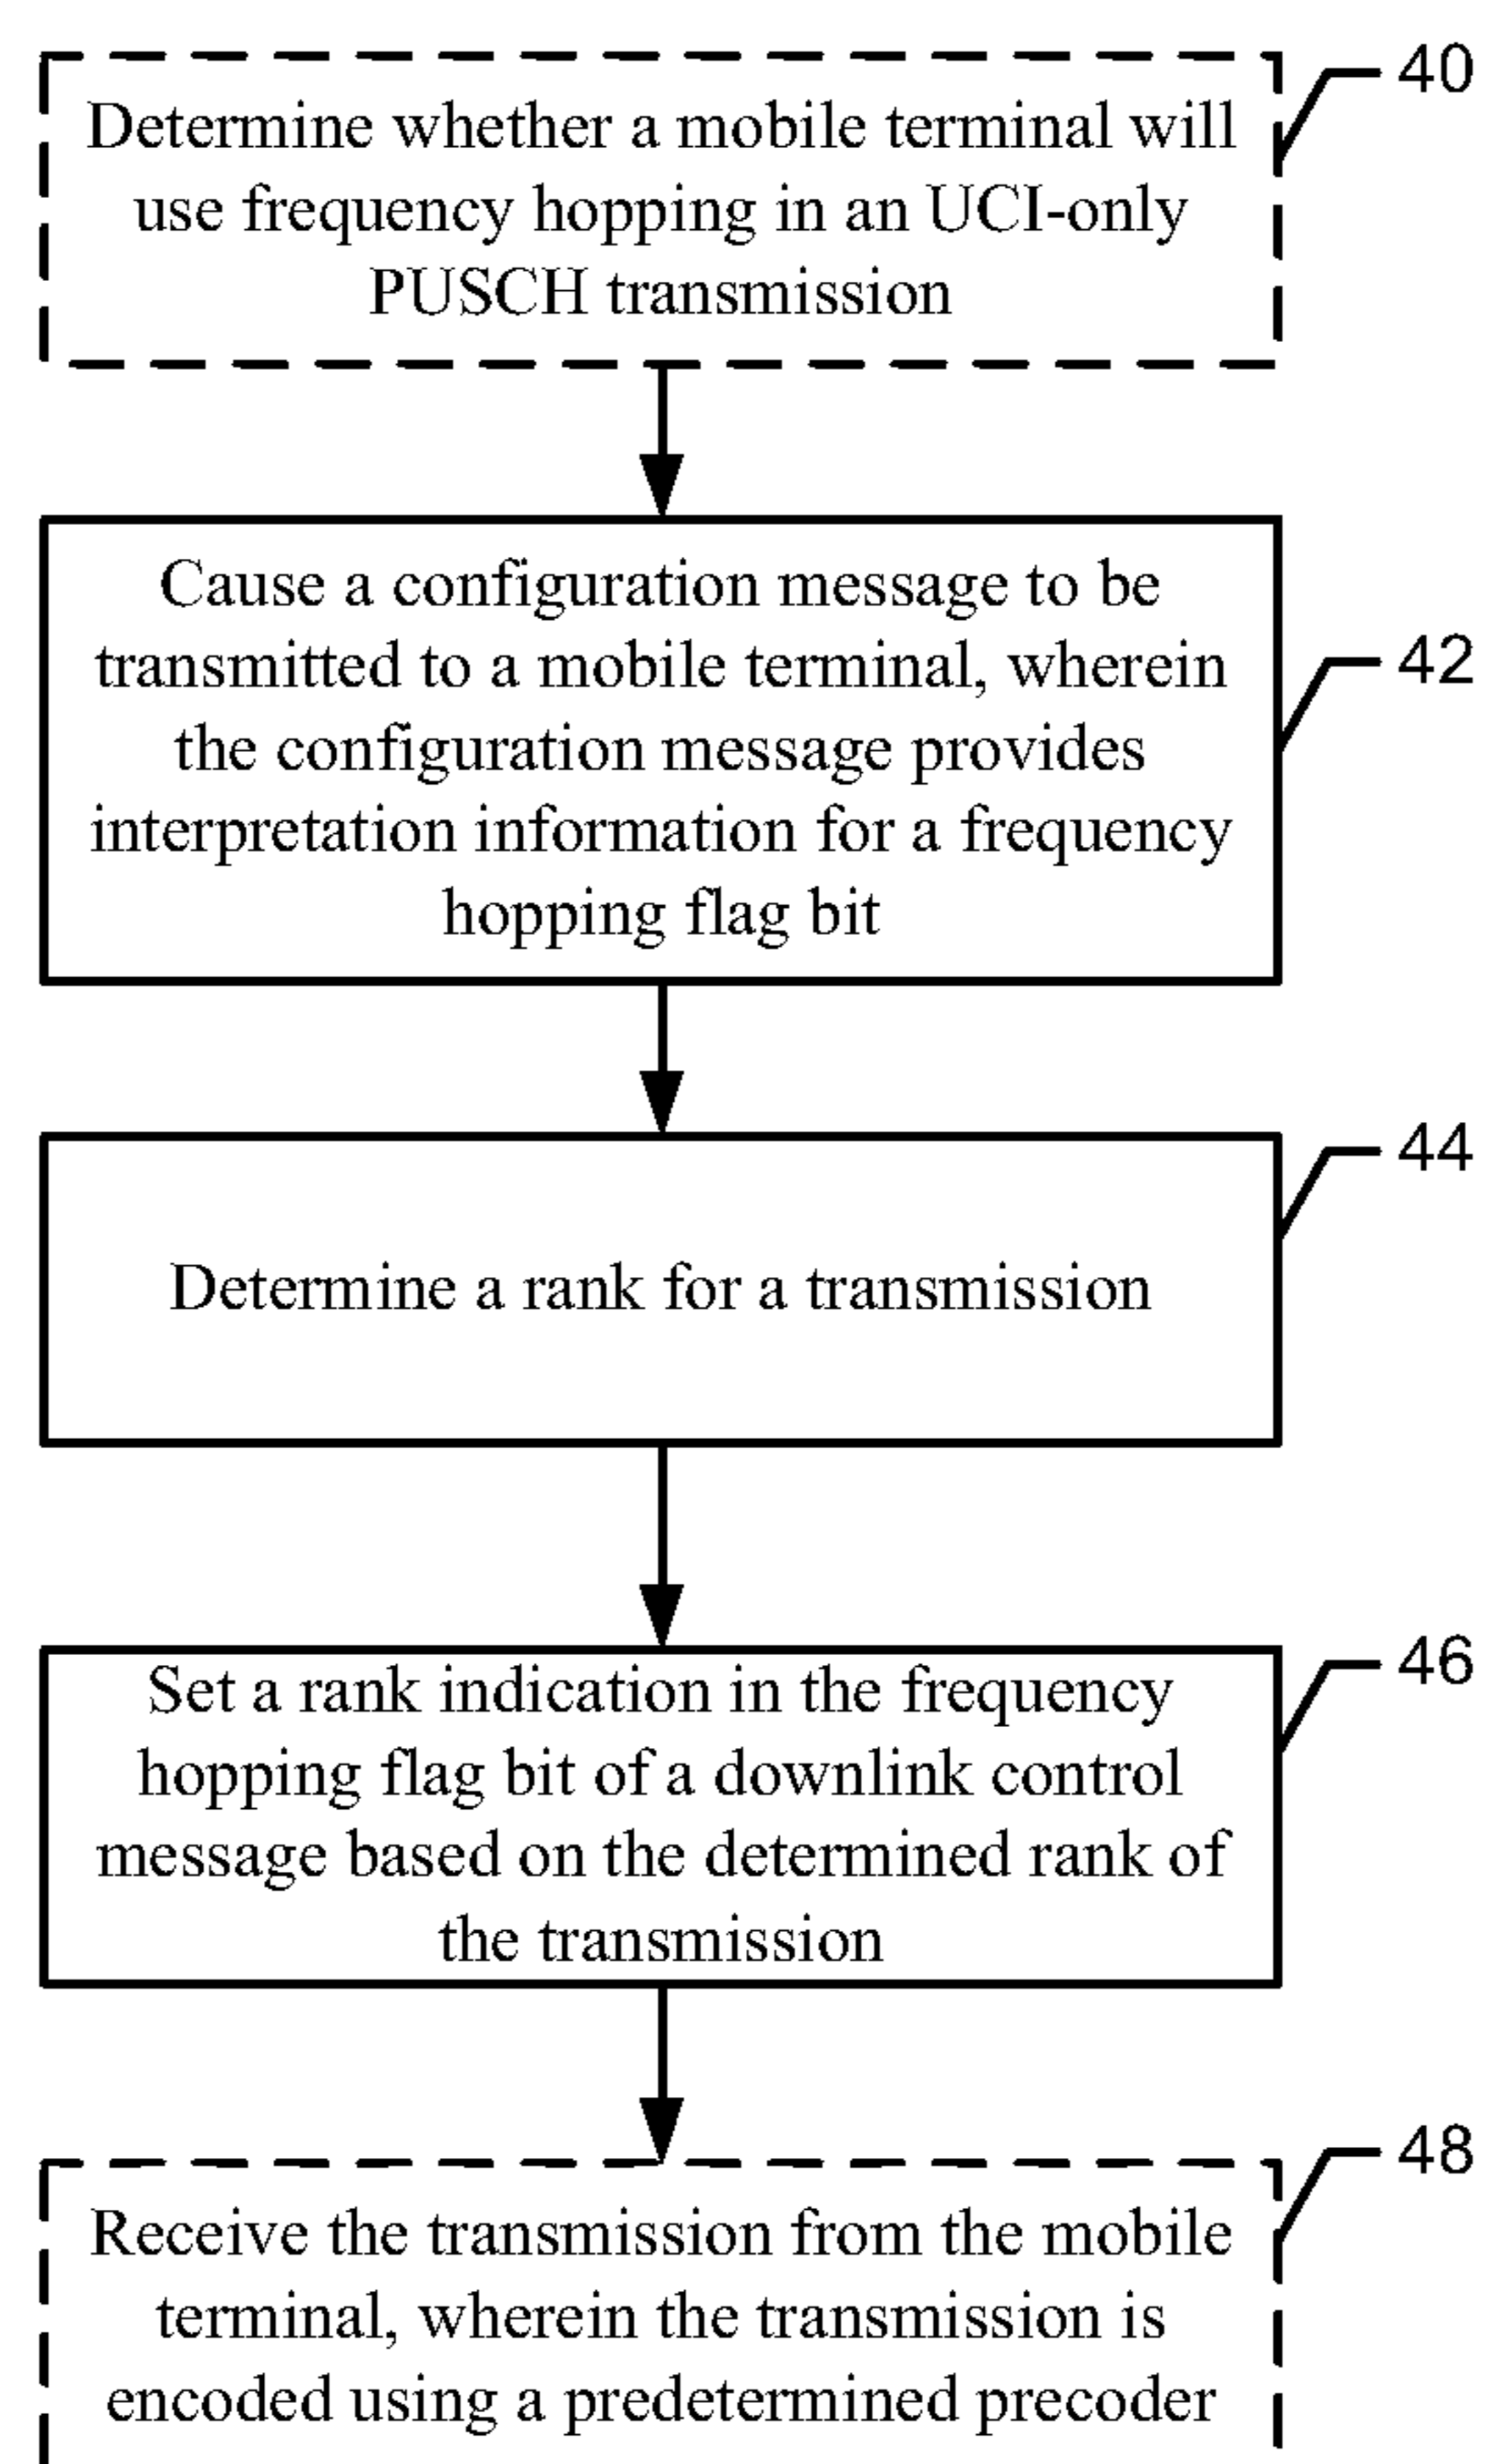 40
Determine whether a mobile terminal will
use frequency hopping in an UCI-only
PUSCH transmission
Cause a configuration message to be
transmitted to a mobile terminal, wherein
the configuration message provides
interpretation information for a frequency
hopping flag bit
42
44
Determine a rank for a transmission
46
Set a rank indication in the frequency
hopping flag bit of a downlink control
message based on the determined rank of
the transmission
48
Receive the transmission from the mobile
terminal, wherein the transmission is
encoded using a predetermined precoder